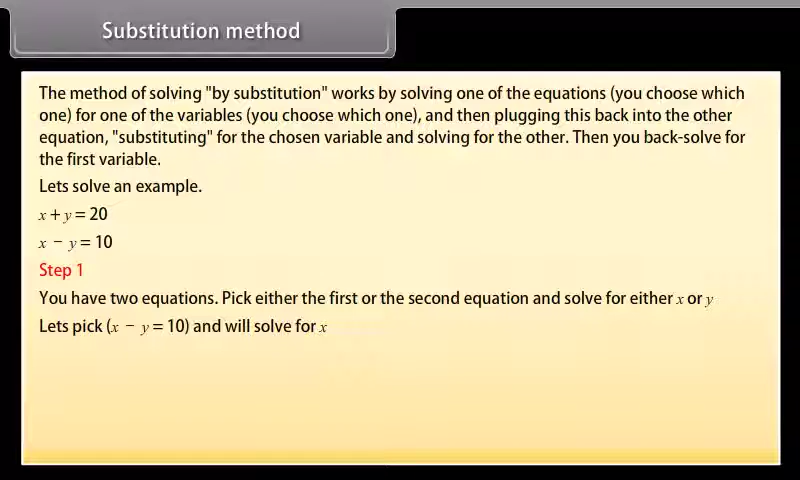 Substitution method
The method of solving "by substitution" works by solving one of the equations (you choose which
one) for one of the variables (you choose which one), and then plugging this back into the other
equation, "substituting" for the chosen variable and solving for the other. Then you back-solve for
the first variable.
Lets solve an example.
x + y = 20
x − y = 10
Step 1
You have two equations. Pick either the first or the second equation and solve for either x or y
Lets pick (x − y = 10) and will solve for x